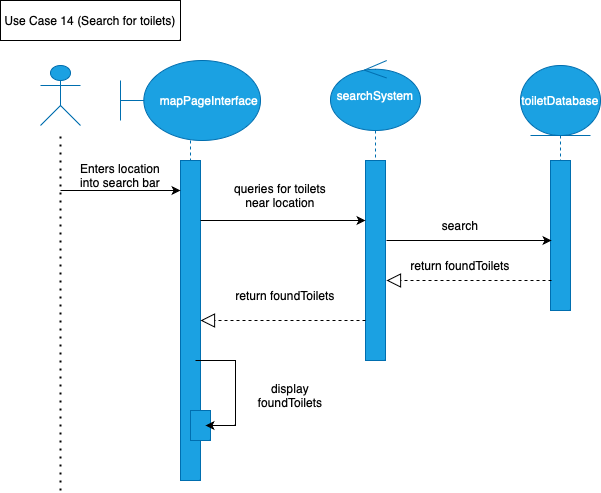 Use Case 14 (Search for toilets)
mapPageInterface
searchSystem
toiletDatabase
Enters location
into search bar
queries for toilets
near location
search
return foundToilets
return foundToilets
display
foundToilets